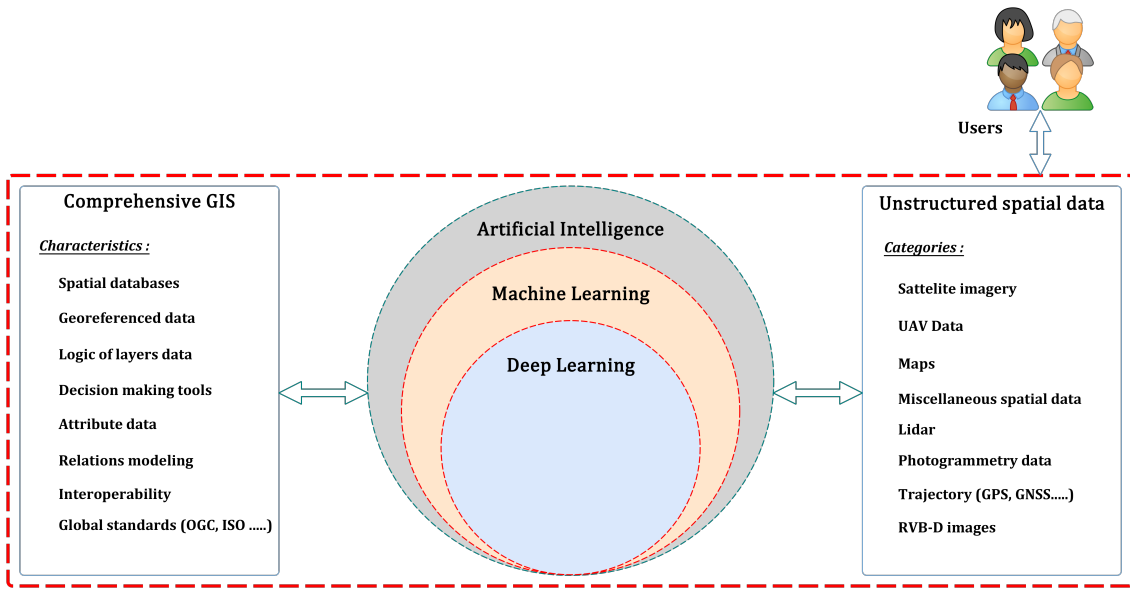 Users
Comprehensive GIS
Characteristics :
Spatial databases
Georeferenced data
Logic of layers data
Decision making tools
Attribute data
Relations modeling
Interoperability
Global standards (OGC, ISO .....)
Artificial Intelligence
Machine Learning
Deep Learning
Unstructured spatial data
Categories :
Sattelite imagery
UAV Data
Maps
Miscellaneous spatial data
Lidar
Photogrammetry data
Trajectory (GPS, GNSS.....)
RVB-D images